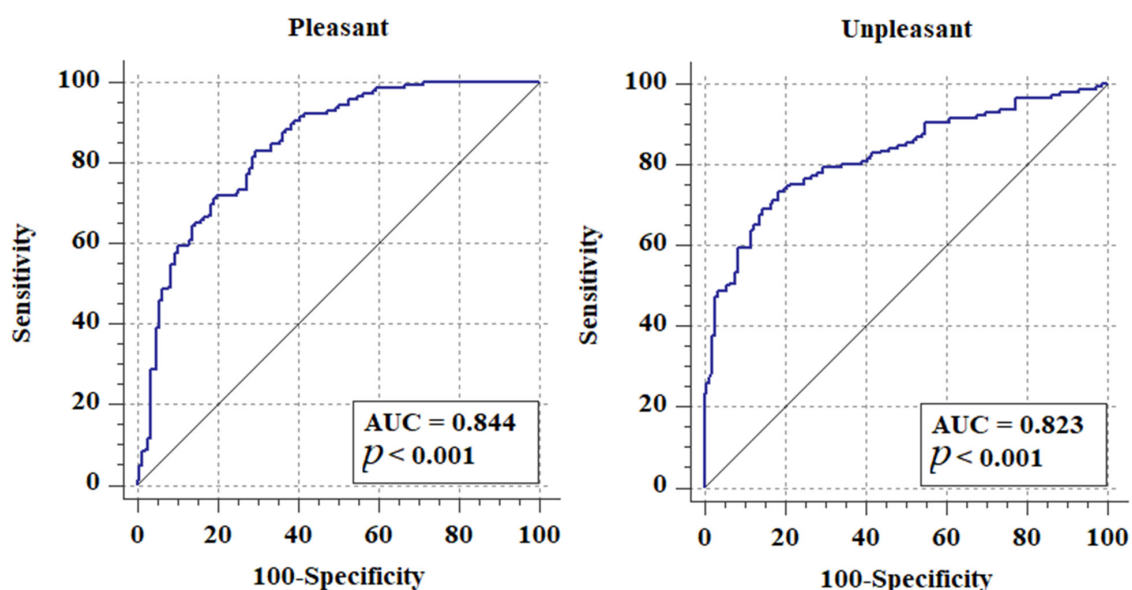 Pleasant
100
80
60
40
20
0
Sensitivity
AUC = 0.844
p < 0.001
0 20 40 60 80 100
100-Specificity
Unpleasant
100
80
60
40
20
0
Sensitivity
AUC = 0.823
p < 0.001
0 20 40 60 80 100
100-Specificity